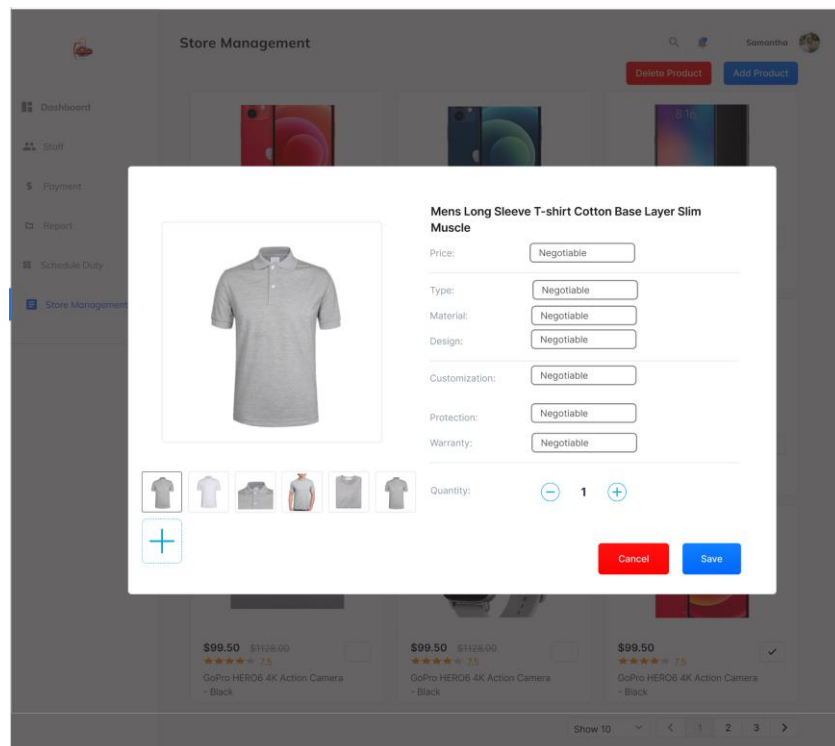 Store Management
Samantha
Delete Product
Add Product
Dashboard
Staff
Payment
Report
Schedule Duty
Store Management
8:16
Mens Long Sleeve T-shirt Cotton Base Layer Slim
Muscle
Price: Negotiable
Type: Negotiable
Material: Negotiable
Design: Negotiable
Customization: Negotiable
Protection: Negotiable
Warranty: Negotiable
Quantity: 1
Cancel
Save
$99.50 $1128.00
7.5
GoPro HERO6 4K Action Camera
- Black
$99.50 $1128.00
7.5
GoPro HERO6 4K Action Camera
- Black
$99.50
7.5
GoPro HERO6 4K Action Camera
- Black
Show 10
1 2 3